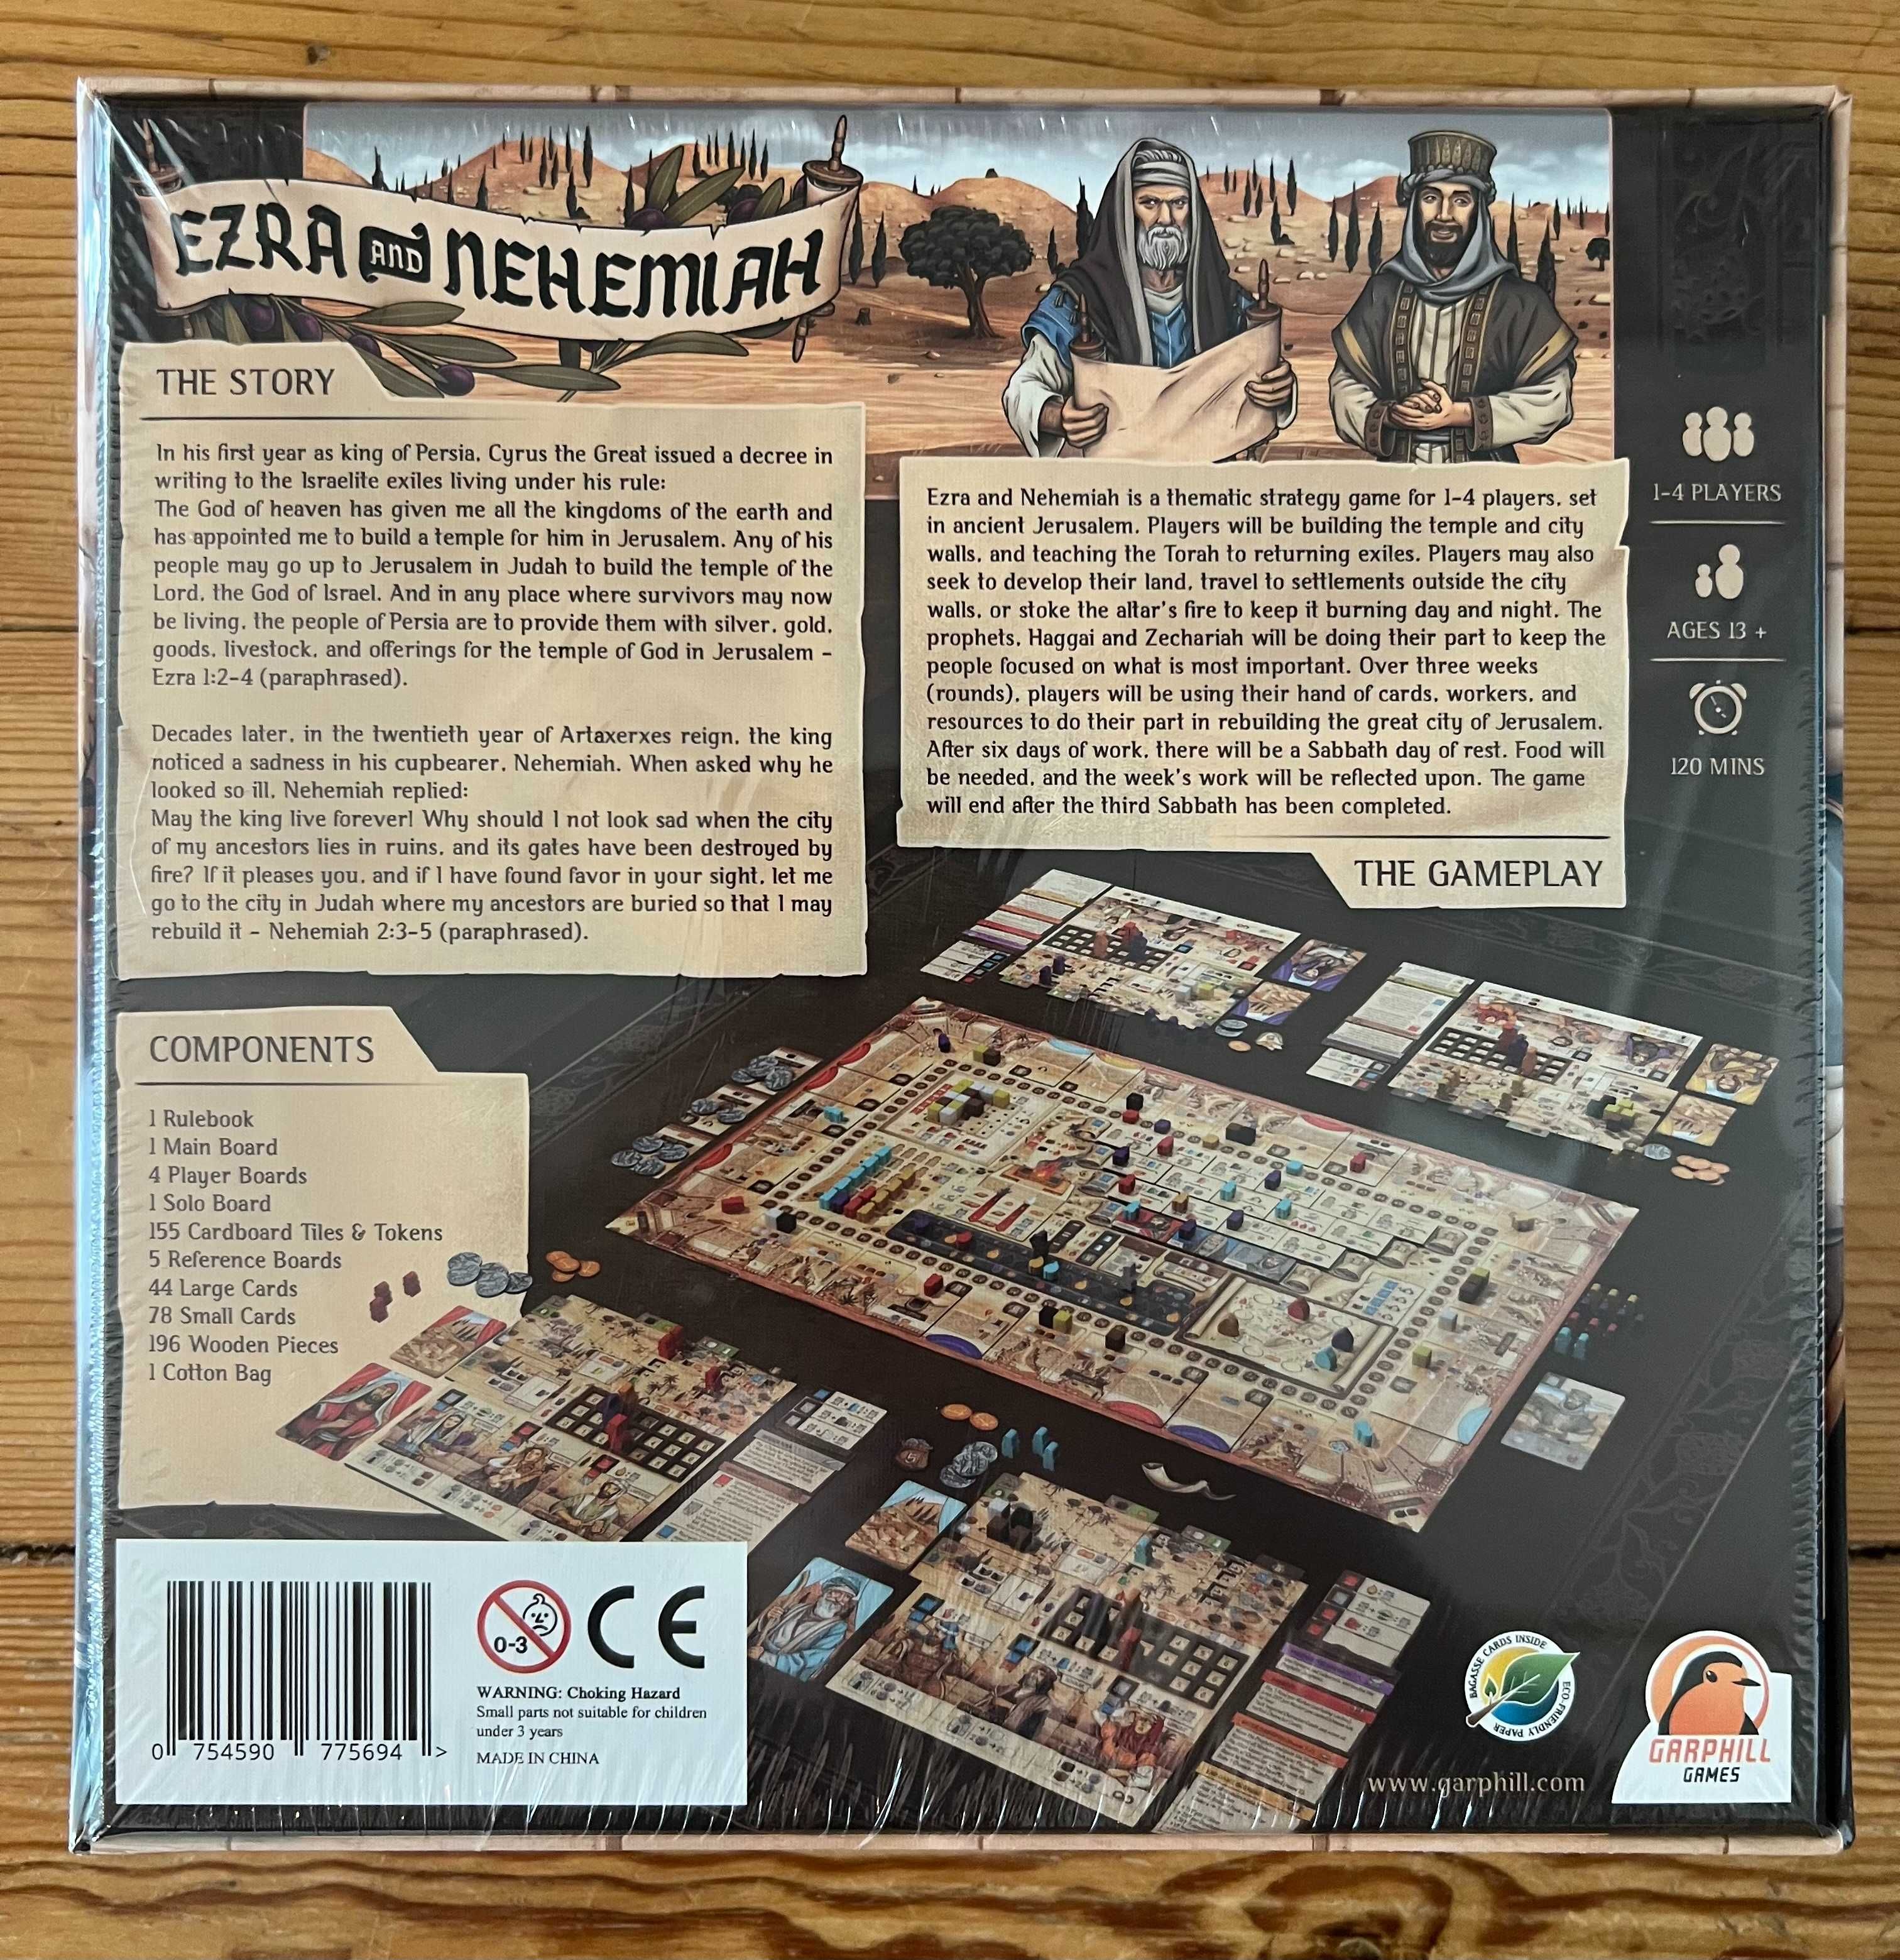 EZRA AND NEHEMIAH
THE STORY
In his first year as king of Persia, Cyrus the Great issued a decree in
writing to the Israelite exiles living under his rule:
The God of heaven has given me all the kingdoms of the earth and
has appointed me to build a temple for him in Jerusalem. Any of his
people may go up to Jerusalem in Judah to build the temple of the
Lord, the God of Israel. And in any place where survivors may now
be living, the people of Persia are to provide them with silver, gold,
goods, livestock, and offerings for the temple of God in Jerusalem –
Ezra 1:2-4 (paraphrased).
Decades later, in the twentieth year of Artaxerxes reign, the king
noticed a sadness in his cupbearer, Nehemiah. When asked why he
looked so ill, Nehemiah replied:
May the king live forever! Why should I not look sad when the city
of my ancestors lies in ruins, and its gates have been destroyed by
fire? If it pleases you, and if I have found favor in your sight, let me
go to the city in Judah where my ancestors are buried so that I may
rebuild it – Nehemiah 2:3-5 (paraphrased).
Ezra and Nehemiah is a thematic strategy game for 1-4 players, set
in ancient Jerusalem. Players will be building the temple and city
walls, and teaching the Torah to returning exiles. Players may also
seek to develop their land, travel to settlements outside the city
walls, or stoke the altar's fire to keep it burning day and night. The
prophets, Haggai and Zechariah will be doing their part to keep the
people focused on what is most important. Over three weeks
(rounds), players will be using their hand of cards, workers, and
resources to do their part in rebuilding the great city of Jerusalem.
After six days of work, there will be a Sabbath day of rest. Food will
be needed, and the week's work will be reflected upon. The game
will end after the third Sabbath has been completed.
THE GAMEPLAY
1-4 PLAYERS
AGES 13 +
120 MINS
COMPONENTS
1 Rulebook
1 Main Board
4 Player Boards
1 Solo Board
155 Cardboard Tiles & Tokens
5 Reference Boards
44 Large Cards
78 Small Cards
196 Wooden Pieces
1 Cotton Bag
0 754590 775694 >
0-3
CE
WARNING: Choking Hazard
Small parts not suitable for children
under 3 years
MADE IN CHINA
BAGASSE CARDS INSIDE
ECO-FRIENDLY PAPER
www.garphill.com
GARPHILL
GAMES